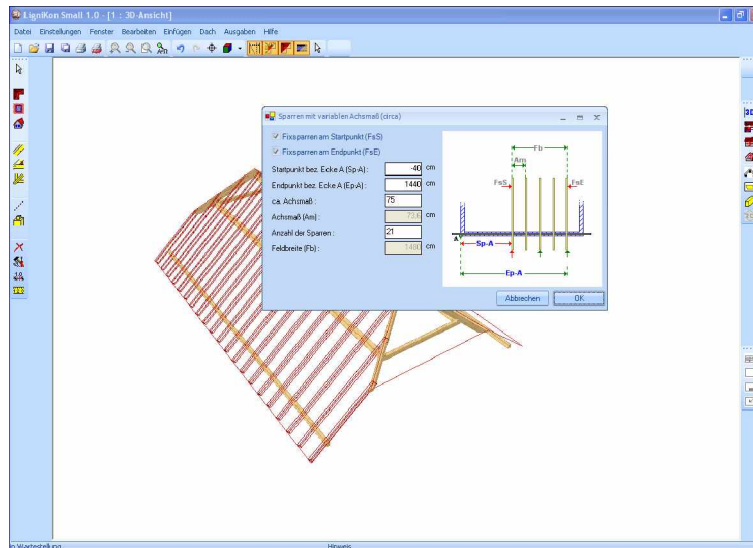 LigniKon Small 1.0 - [1 : 3D-Ansicht]
Datei Einstellungen Fenster Bearbeiten Einfügen Dach Ausgaben Hilfe
Sparren mit variablen Achsmaß (circa)
Fixsparren am Startpunkt (FsS)
Fixsparren am Endpunkt (FsE)
Startpunkt bez. Ecke A (Sp-A) : -40 cm
Endpunkt bez. Ecke A (Ep-A) : 1440 cm
ca. Achsmaß : 75
Achsmaß (Am) : 73,6 cm
Anzahl der Sparren : 21
Feldbreite (Fb) : 1480 cm
Fb
Am
FsS
FsE
A
Sp-A
Ep-A
Abbrechen OK
3D
in Wartestellung Hinweis